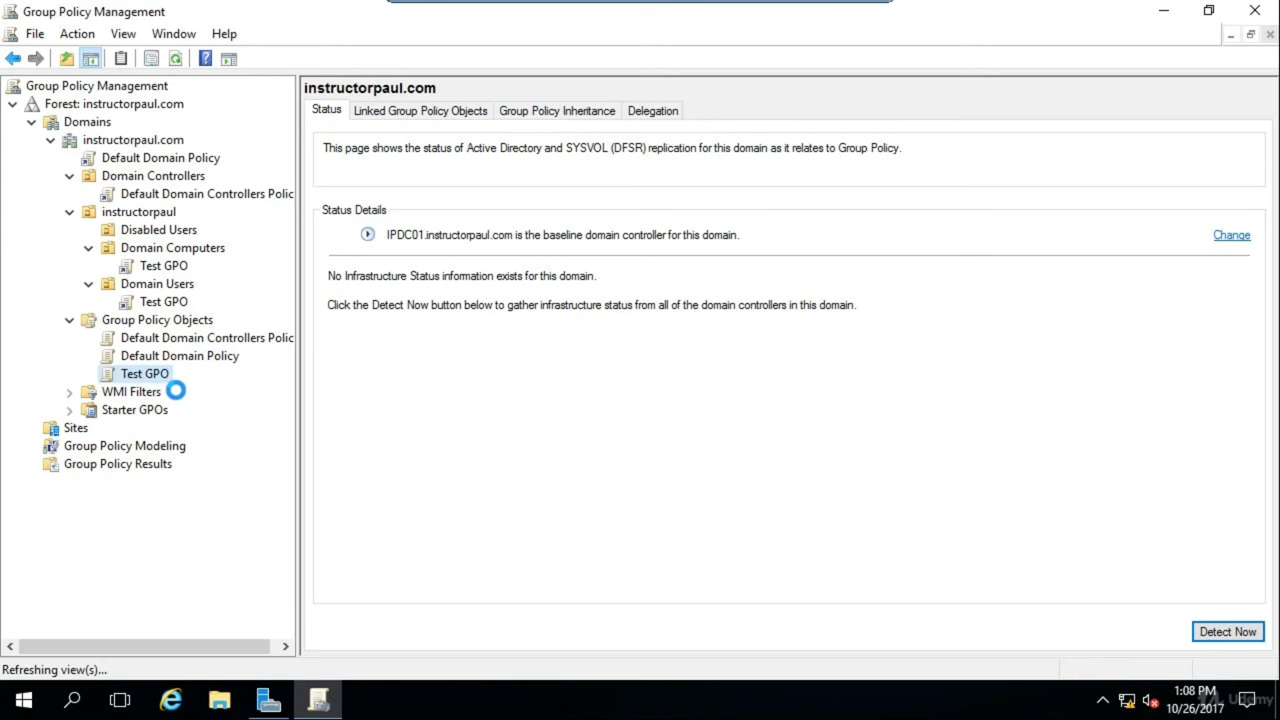 Group Policy Management
File Action View Window Help
Group Policy Management
Forest: instructorpaul.com
Domains
instructorpaul.com
Default Domain Policy
Domain Controllers
Default Domain Controllers Polic
instructorpaul
Disabled Users
Domain Computers
Test GPO
Domain Users
Test GPO
Group Policy Objects
Default Domain Controllers Polic
Default Domain Policy
Test GPO
WMI Filters
Starter GPOs
Sites
Group Policy Modeling
Group Policy Results
instructorpaul.com
Status Linked Group Policy Objects Group Policy Inheritance Delegation
This page shows the status of Active Directory and SYSVOL (DFSR) replication for this domain as it relates to Group Policy.
Status Details
IPDC01.instructorpaul.com is the baseline domain controller for this domain. Change
No Infrastructure Status information exists for this domain.
Click the Detect Now button below to gather infrastructure status from all of the domain controllers in this domain.
Detect Now
Refreshing view(s)...
1:08 PM
10/26/2017
Udemy